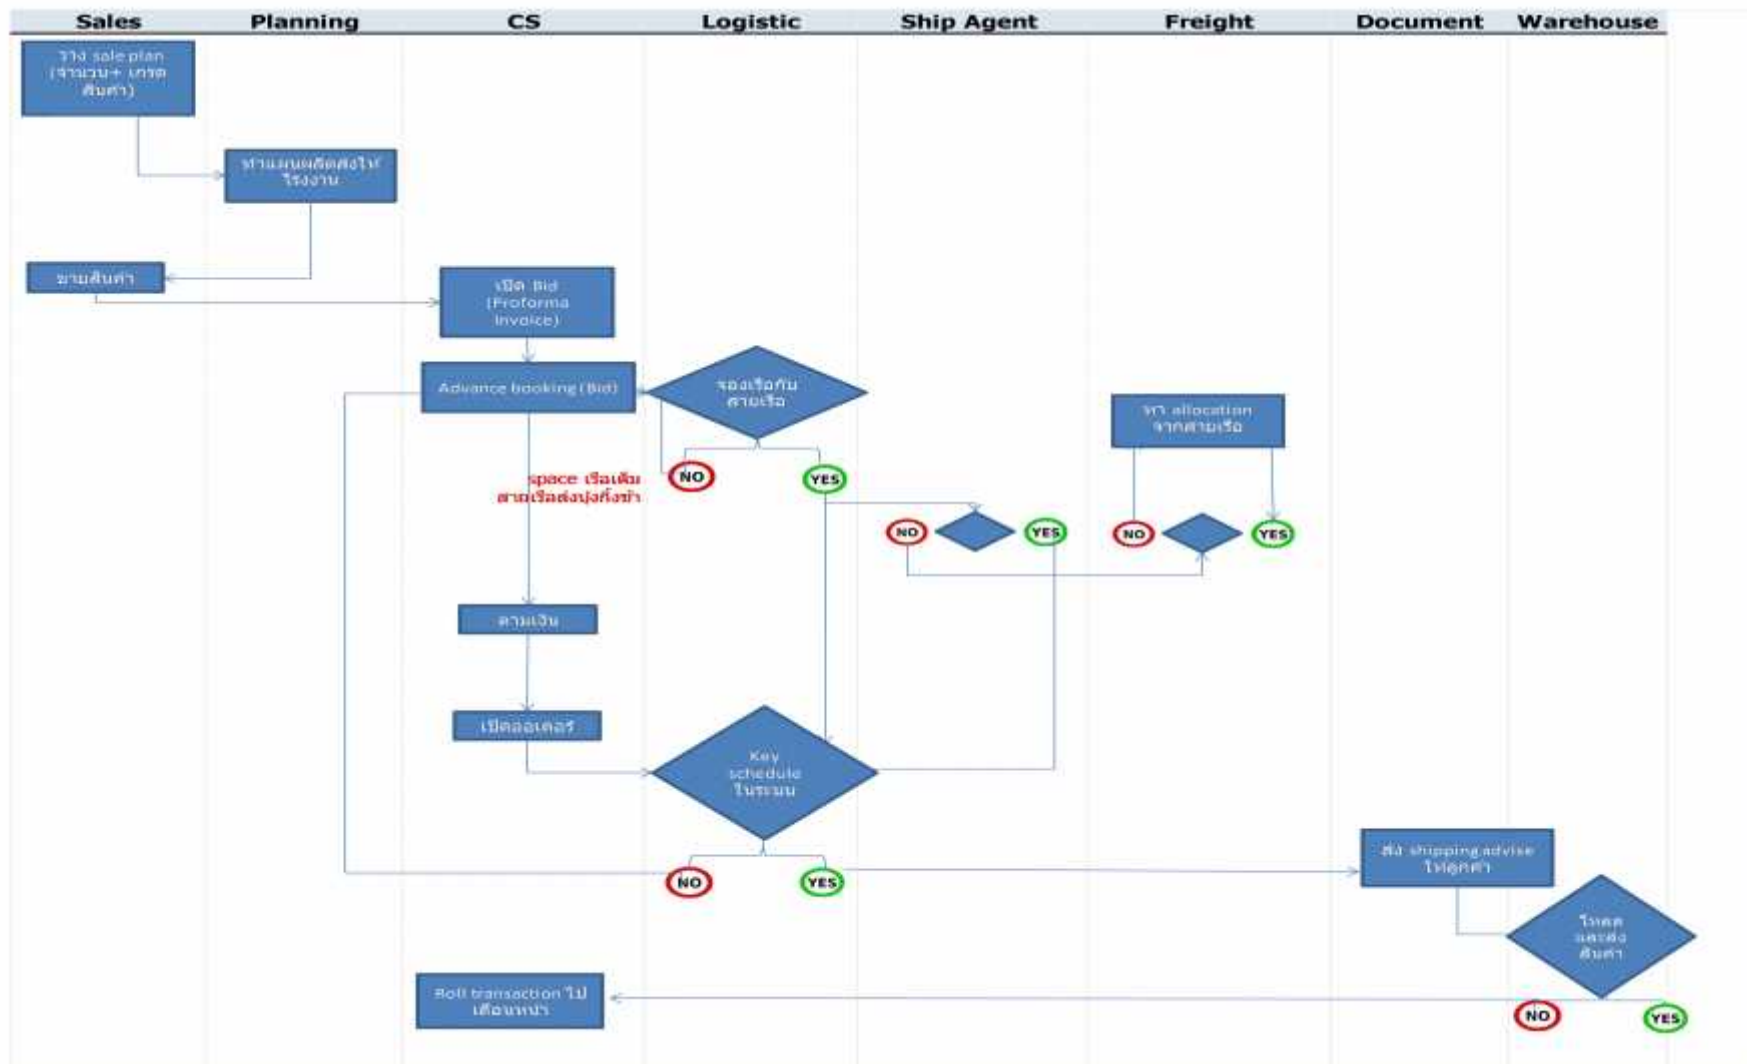 Sales Planning CS Logistic Ship Agent Freight Document Warehouse
วาง sale plan
(จำนวน+ เกรด
สินค้า)
ทำแผนผลิตส่งให้
โรงงาน
ขายสินค้า
เปิด Bid
(Proforma
Invoice)
Advance booking (Bid)
จองเรือกับ
สายเรือ
หา allocation
จากสายเรือ
NO
YES
space เรือเต็ม
สายเรือส่งบุ๊งกิ้งช้า
NO
YES
NO
YES
ตามเงิน
เปิดออเดอร์
Key
schedule
ในระบบ
NO
YES
ส่ง shipping advise
ให้ลูกค้า
โหลด
และส่ง
สินค้า
Roll transaction ไป
เดือนหน้า
NO
YES